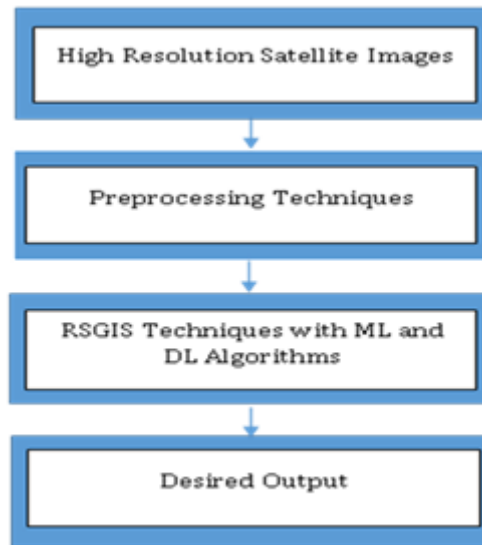 High Resolution Satellite Images
Preprocessing Techniques
RSGIS Techniques with ML and
DL Algorithms
Desired Output